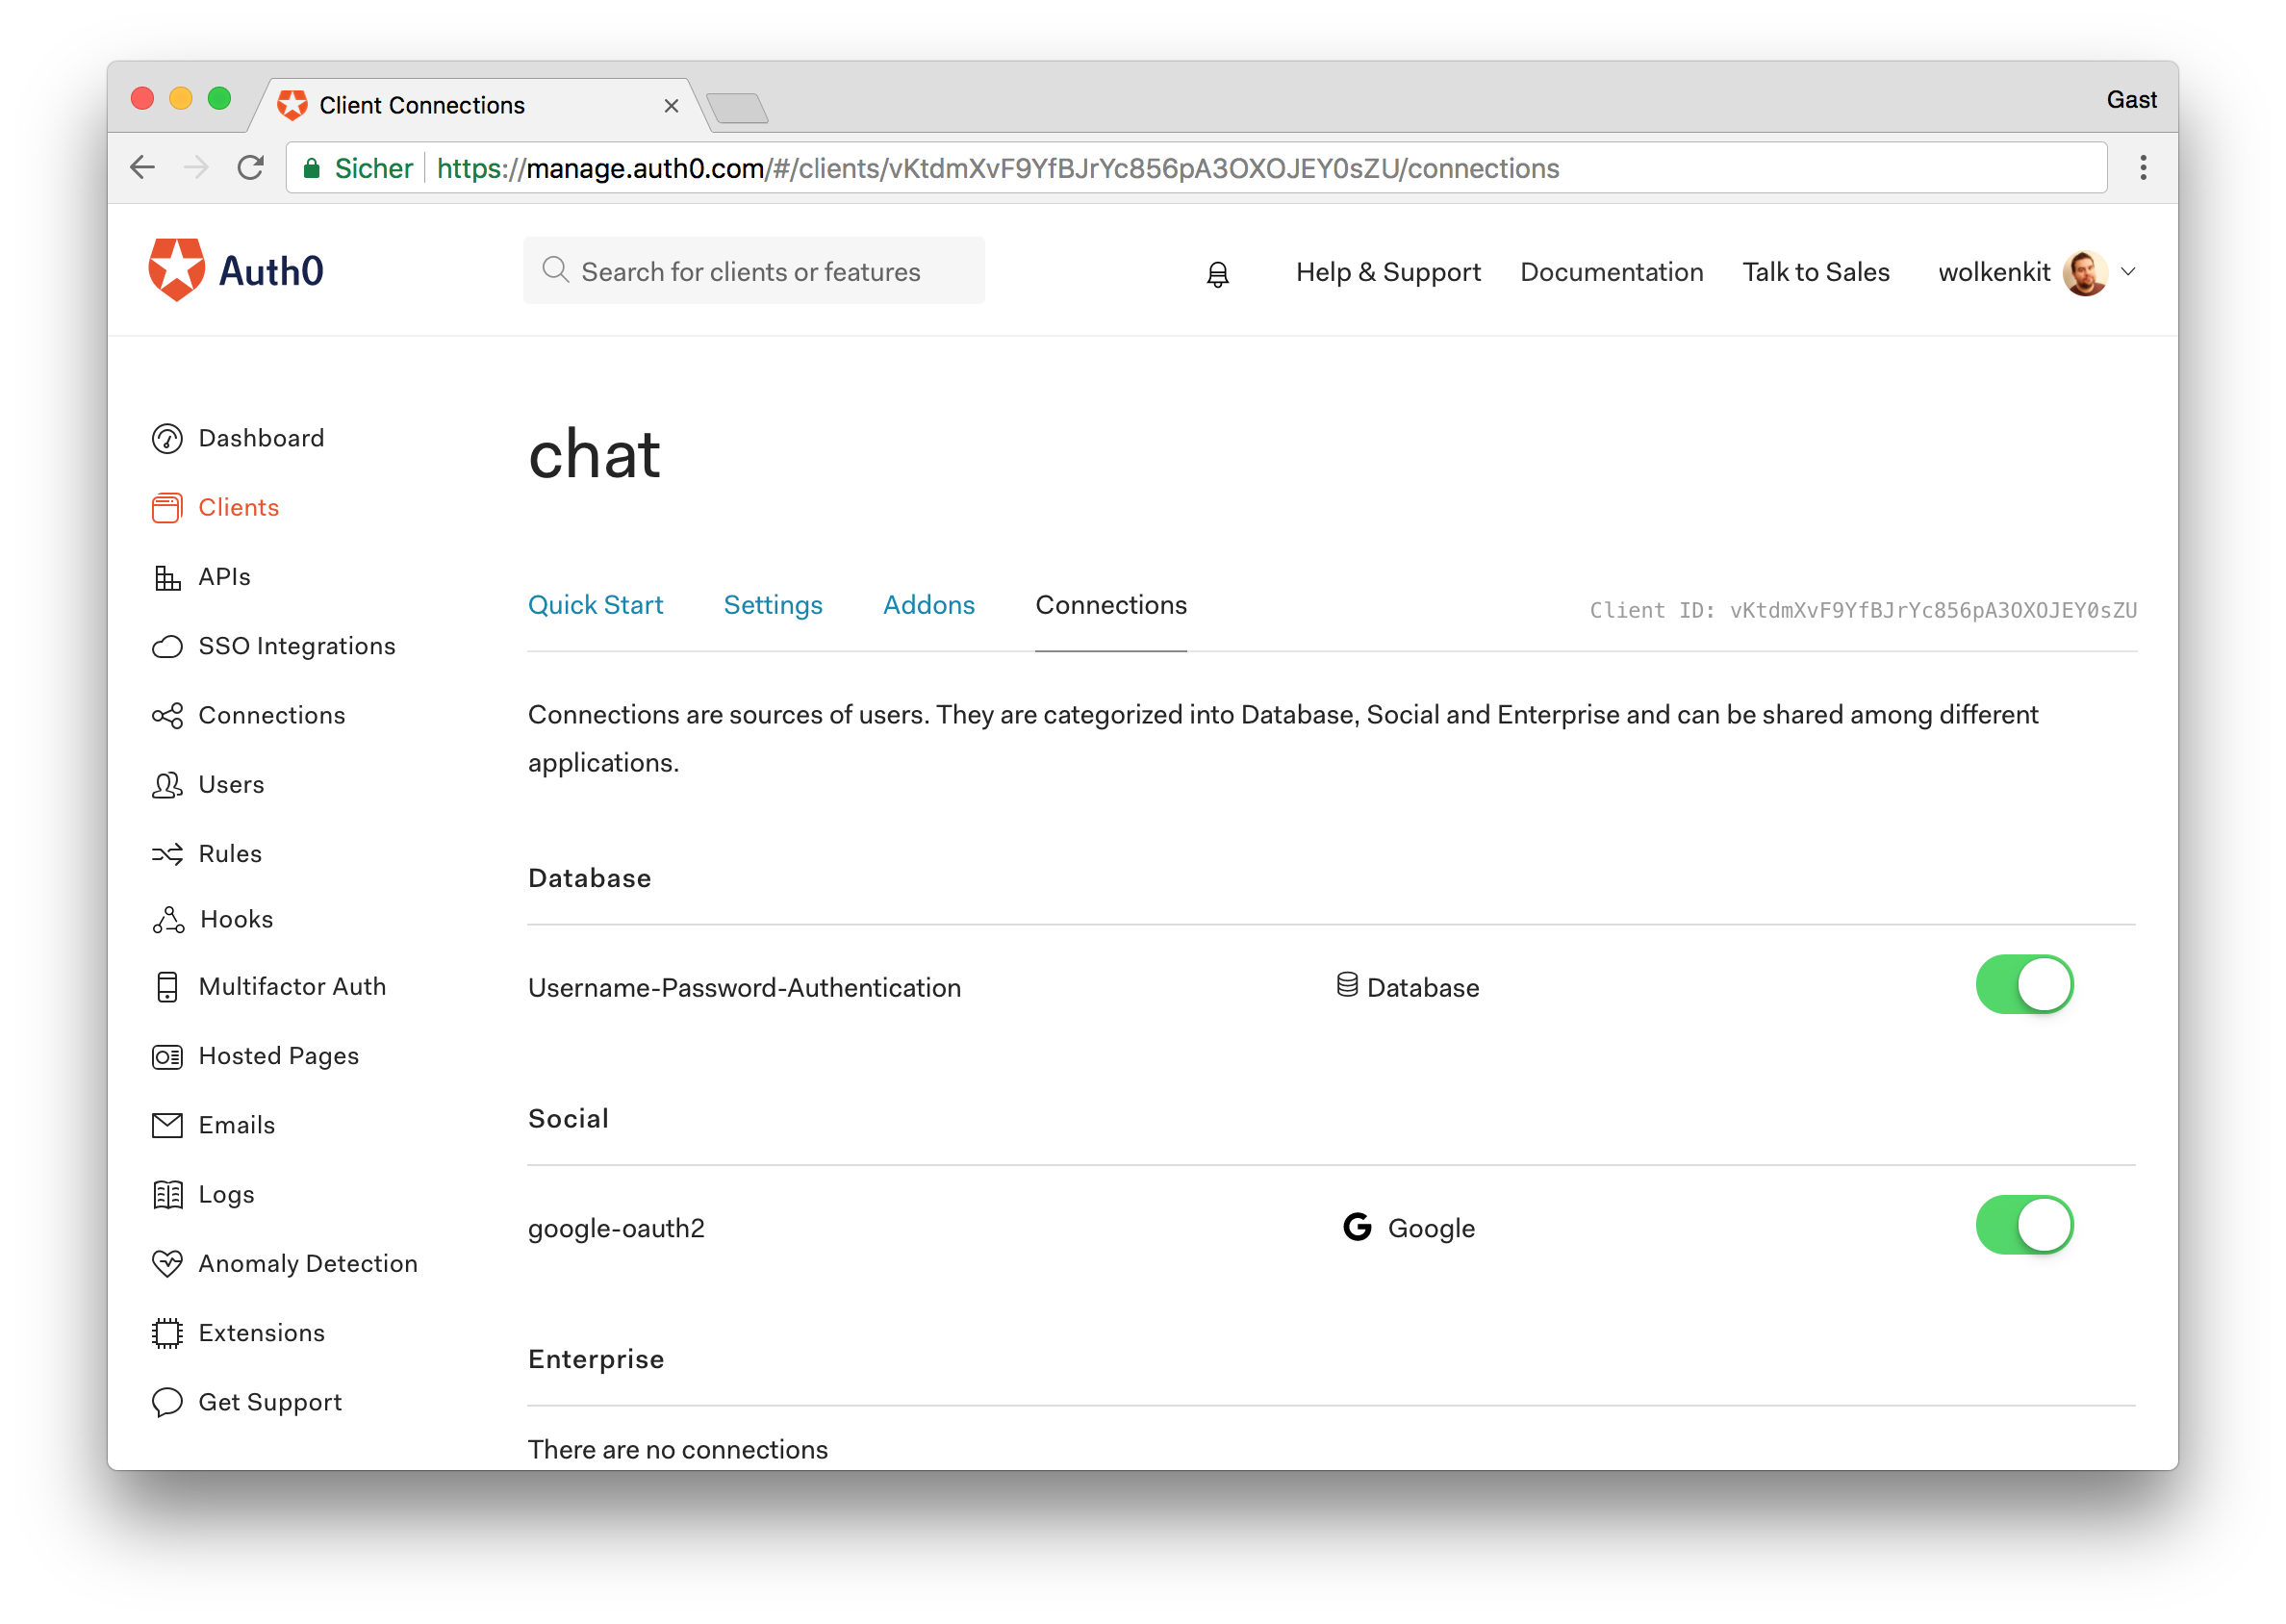 Client Connections
Gast
Sicher https://manage.auth0.com/#/clients/vKtdmXvF9YfBJrYc856pA3OXOJEY0sZU/connections
Auth0
Search for clients or features
Help & Support
Documentation
Talk to Sales
wolkenkit
Dashboard
Clients
APIs
SSO Integrations
Connections
Users
Rules
Hooks
Multifactor Auth
Hosted Pages
Emails
Logs
Anomaly Detection
Extensions
Get Support
chat
Quick Start
Settings
Addons
Connections
Client ID: vKtdmXvF9YfBJrYc856pA3OXOJEY0sZU
Connections are sources of users. They are categorized into Database, Social and Enterprise and can be shared among different
applications.
Database
Username-Password-Authentication
Database
Social
google-oauth2
Google
Enterprise
There are no connections